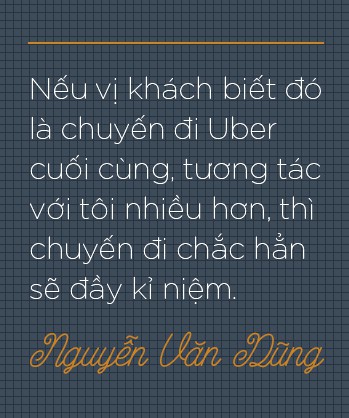 Nếu vị khách biết đó
là chuyến đi Uber
cuối cùng, tương tác
với tôi nhiều hơn, thì
chuyến đi chắc hẳn
sẽ đầy kỉ niệm.
Nguyễn Văn Dũng